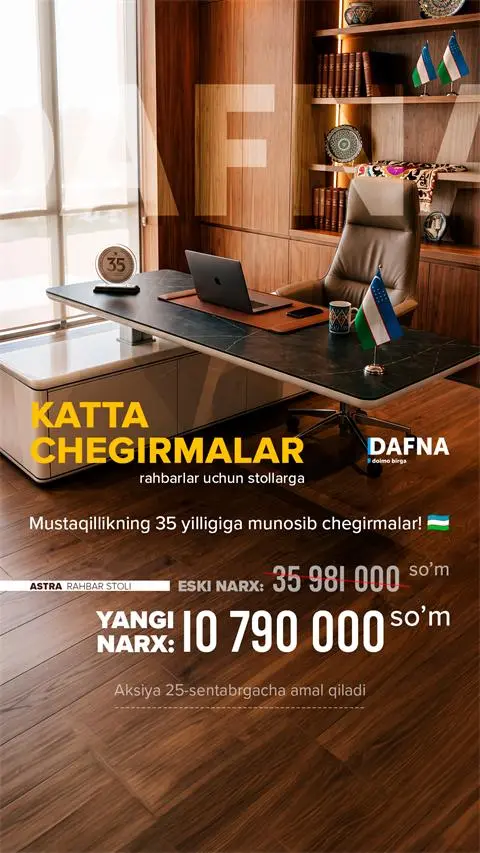 DAFNA
35
KATTA
CHEGIRMALAR
rahbarlar uchun stollarga
DAFNA
doimo birga
Mustaqillikning 35 yilligiga munosib chegirmalar! 🇺🇿
ASTRA RAHBAR STOLI
ESKI NARX: 35 981 000 so'm
YANGI
NARX: 10 790 000 so'm
Aksiya 25-sentabrgacha amal qiladi